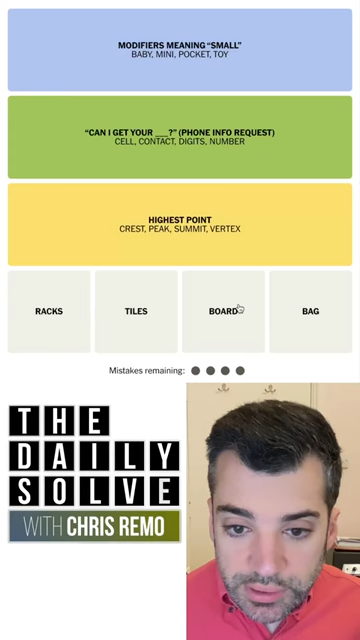 MODIFIERS MEANING “SMALL”
BABY, MINI, POCKET, TOY
“CAN I GET YOUR ___?” (PHONE INFO REQUEST)
CELL, CONTACT, DIGITS, NUMBER
HIGHEST POINT
CREST, PEAK, SUMMIT, VERTEX
RACKS TILES BOARD BAG
Mistakes remaining:
THE
DAILY
SOLVE
WITH CHRIS REMO